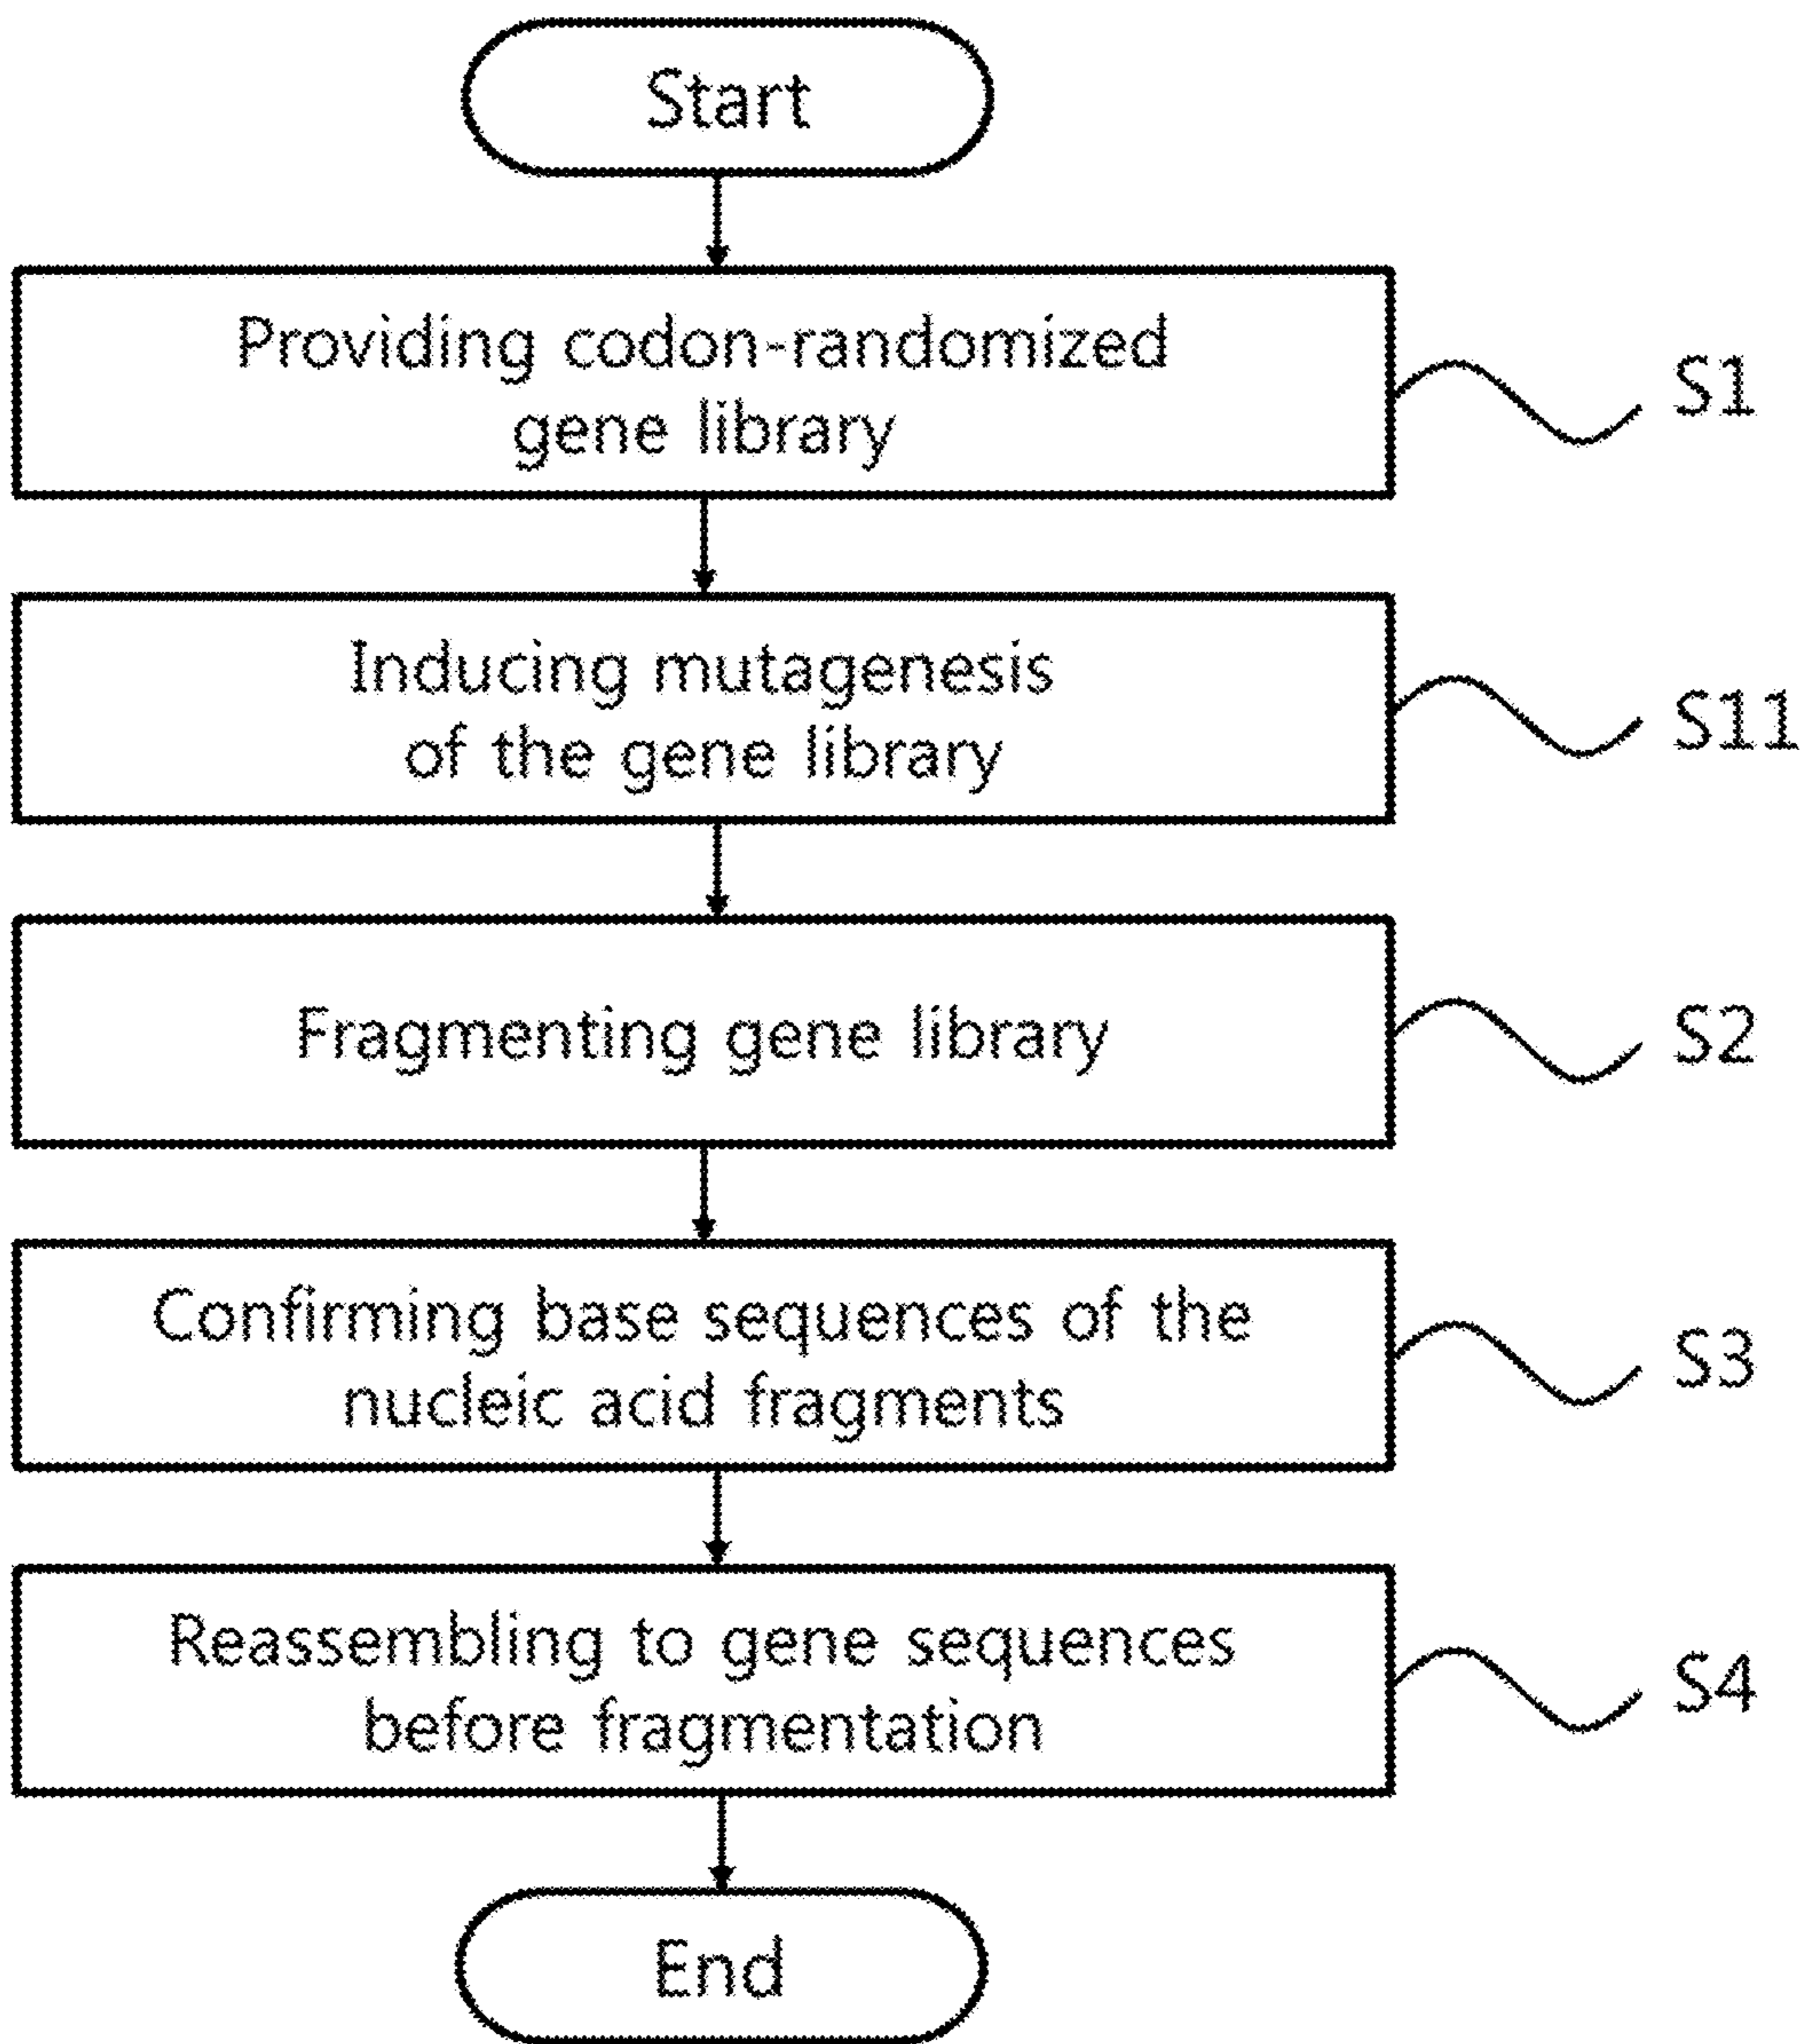 Start
Providing codon-randomized
gene library
S1
Inducing mutagenesis
of the gene library
S11
Fragmenting gene library
S2
Confirming base sequences of the
nucleic acid fragments
S3
Reassembling to gene sequences
before fragmentation
S4
End